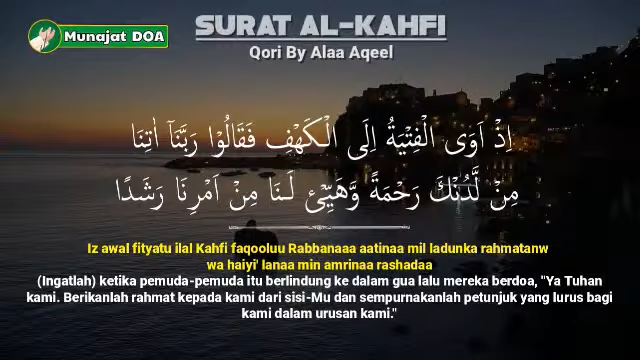 Munajat DOA
SURAT AL-KAHFI
Qori By Alaa Aqeel
اِذْ اَوَى الْفِتْيَةُ اِلَى الْكَهْفِ فَقَالُوْا رَبَّنَآ اٰتِنَا
مِنْ لَّدُنْكَ رَحْمَةً وَّهَيِّئْ لَنَا مِنْ اَمْرِنَا رَشَدًا
Iz awal fityatu ilal Kahfi faqooluu Rabbanaaa aatinaa mil ladunka rahmatanw
wa haiyi' lanaa min amrinaa rashadaa
(Ingatlah) ketika pemuda-pemuda itu berlindung ke dalam gua lalu mereka berdoa, "Ya Tuhan
kami. Berikanlah rahmat kepada kami dari sisi-Mu dan sempurnakanlah petunjuk yang lurus bagi
kami dalam urusan kami."